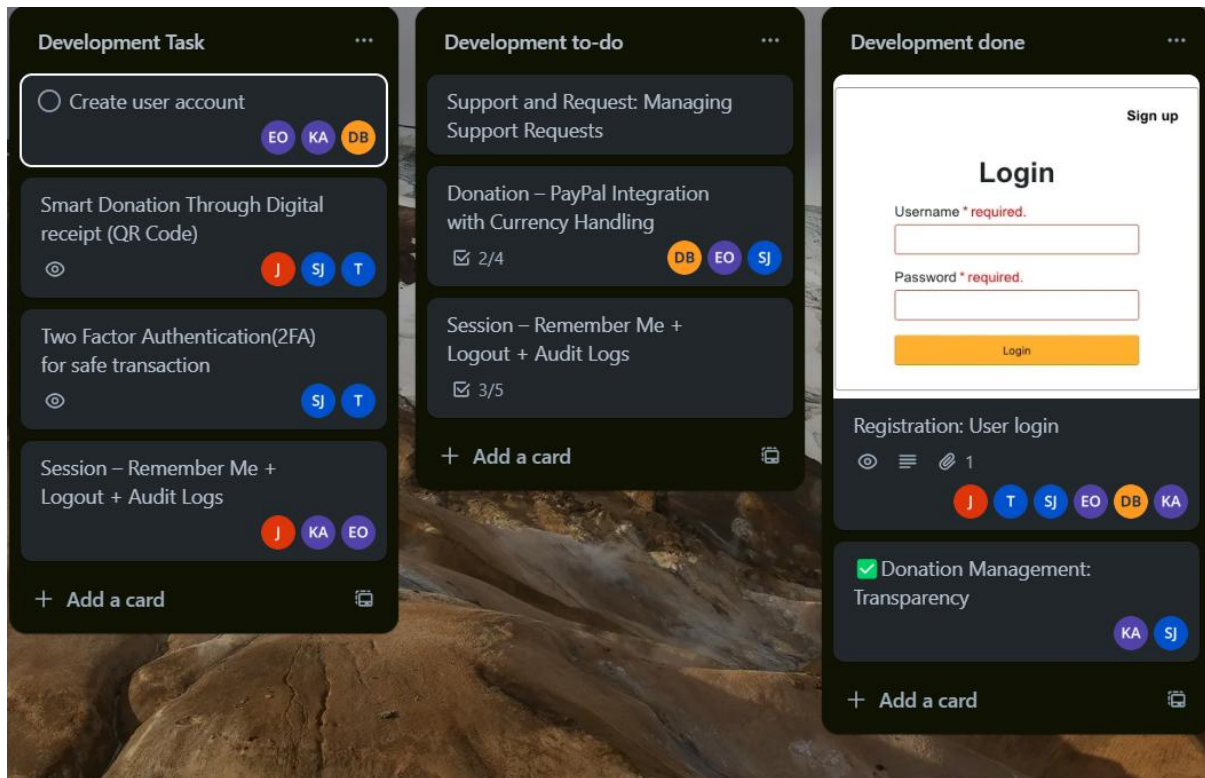 Development Task
Create user account
EO KA DB
Smart Donation Through Digital
receipt (QR Code)
J SJ T
Two Factor Authentication(2FA)
for safe transaction
SJ T
Session – Remember Me +
Logout + Audit Logs
J KA EO
+ Add a card
Development to-do
Support and Request: Managing
Support Requests
Donation – PayPal Integration
with Currency Handling
2/4 DB EO SJ
Session – Remember Me +
Logout + Audit Logs
3/5
+ Add a card
Development done
Sign up
Login
Username * required.
Password * required.
Login
Registration: User login
1
J T SJ EO DB KA
✅ Donation Management:
Transparency
KA SJ
+ Add a card